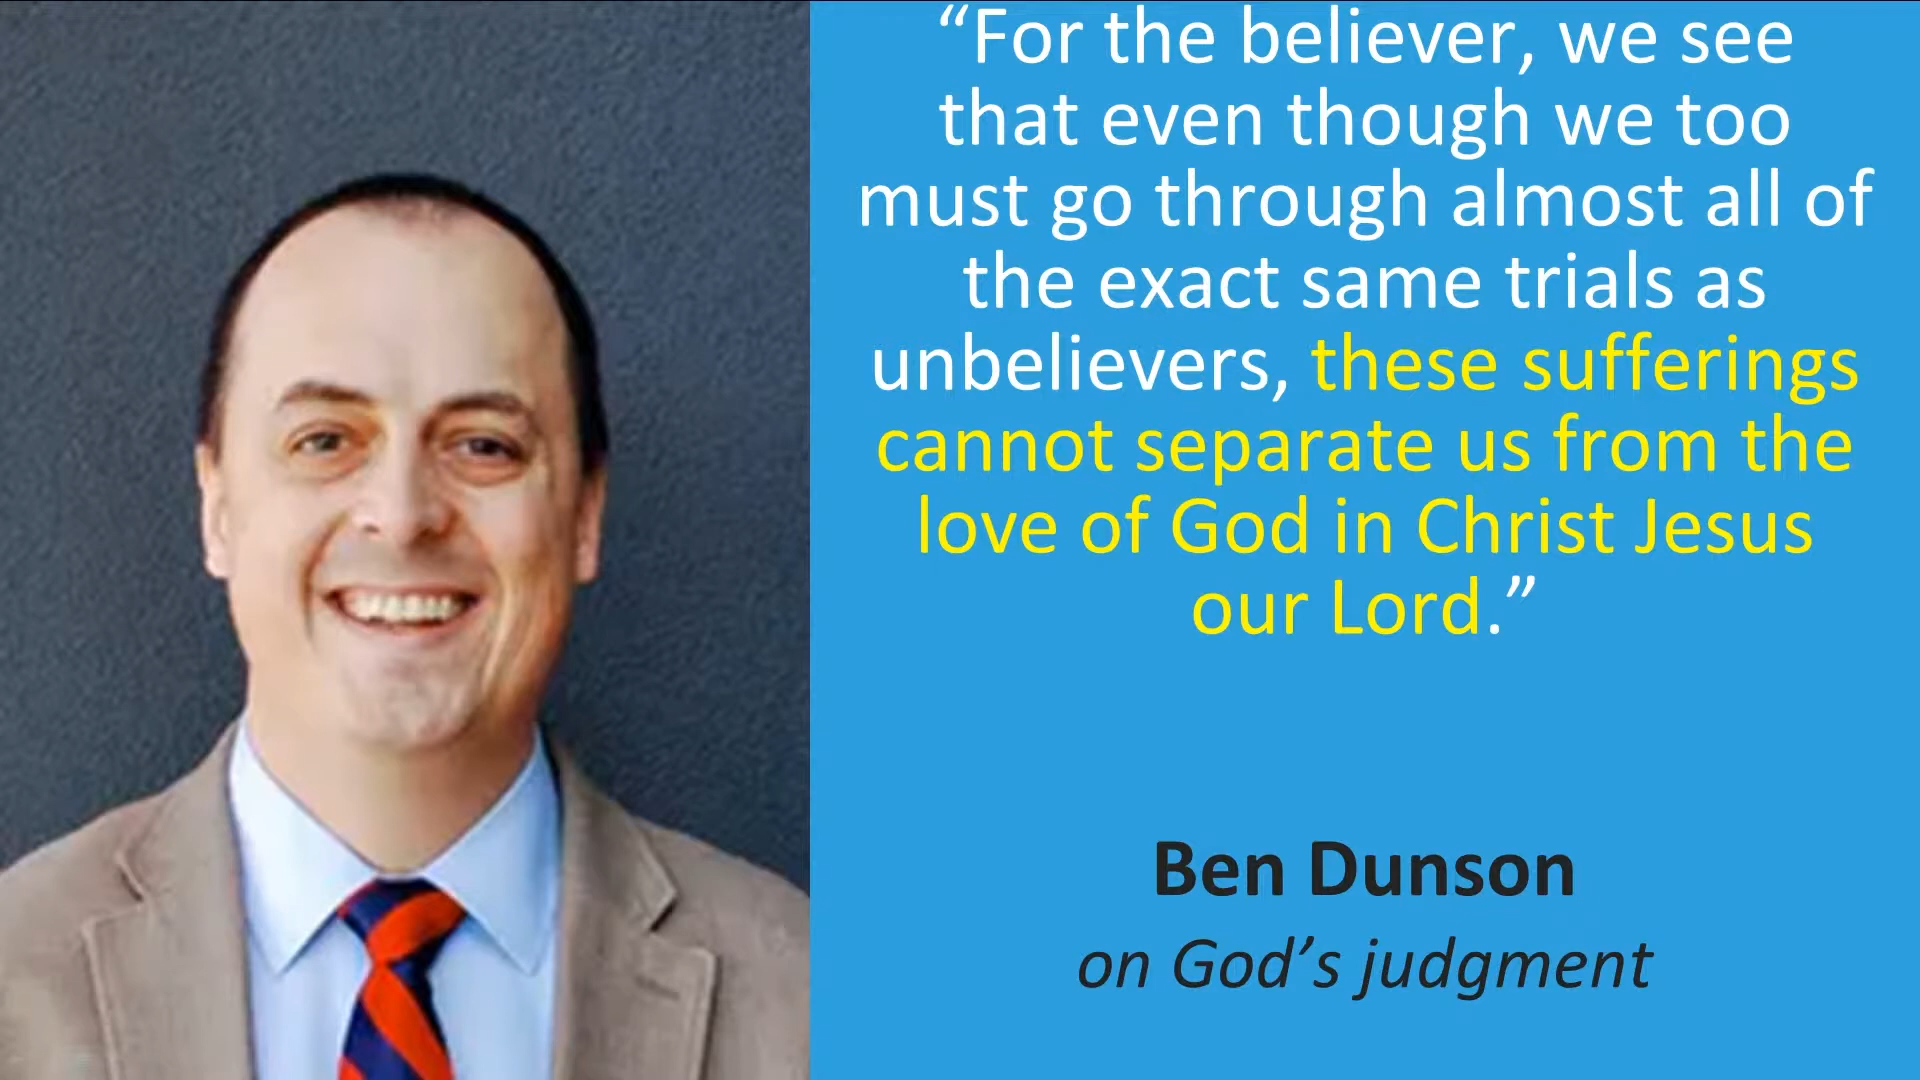 “For the believer, we see
that even though we too
must go through almost all of
the exact same trials as
unbelievers, these sufferings
cannot separate us from the
love of God in Christ Jesus
our Lord.”
Ben Dunson
on God’s judgment